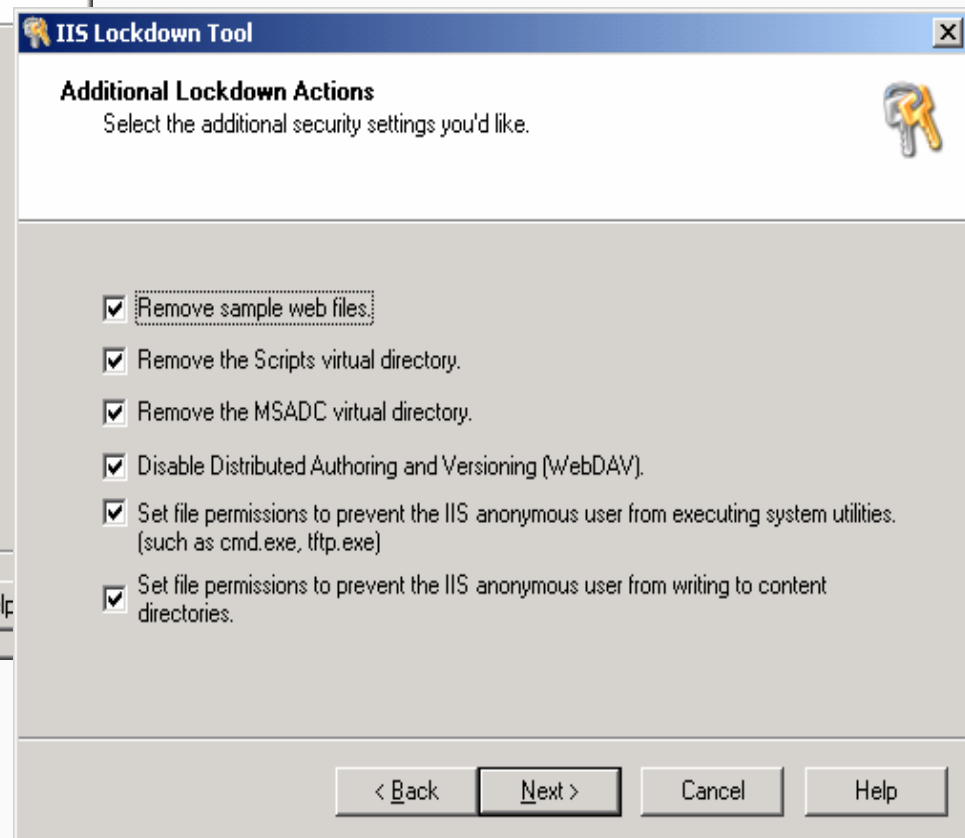 IIS Lockdown Tool
Additional Lockdown Actions
Select the additional security settings you'd like.
Remove sample web files.
Remove the Scripts virtual directory.
Remove the MSADC virtual directory.
Disable Distributed Authoring and Versioning (WebDAV).
Set file permissions to prevent the IIS anonymous user from executing system utilities.
(such as cmd.exe, tftp.exe)
Set file permissions to prevent the IIS anonymous user from writing to content
directories.
< Back Next > Cancel Help